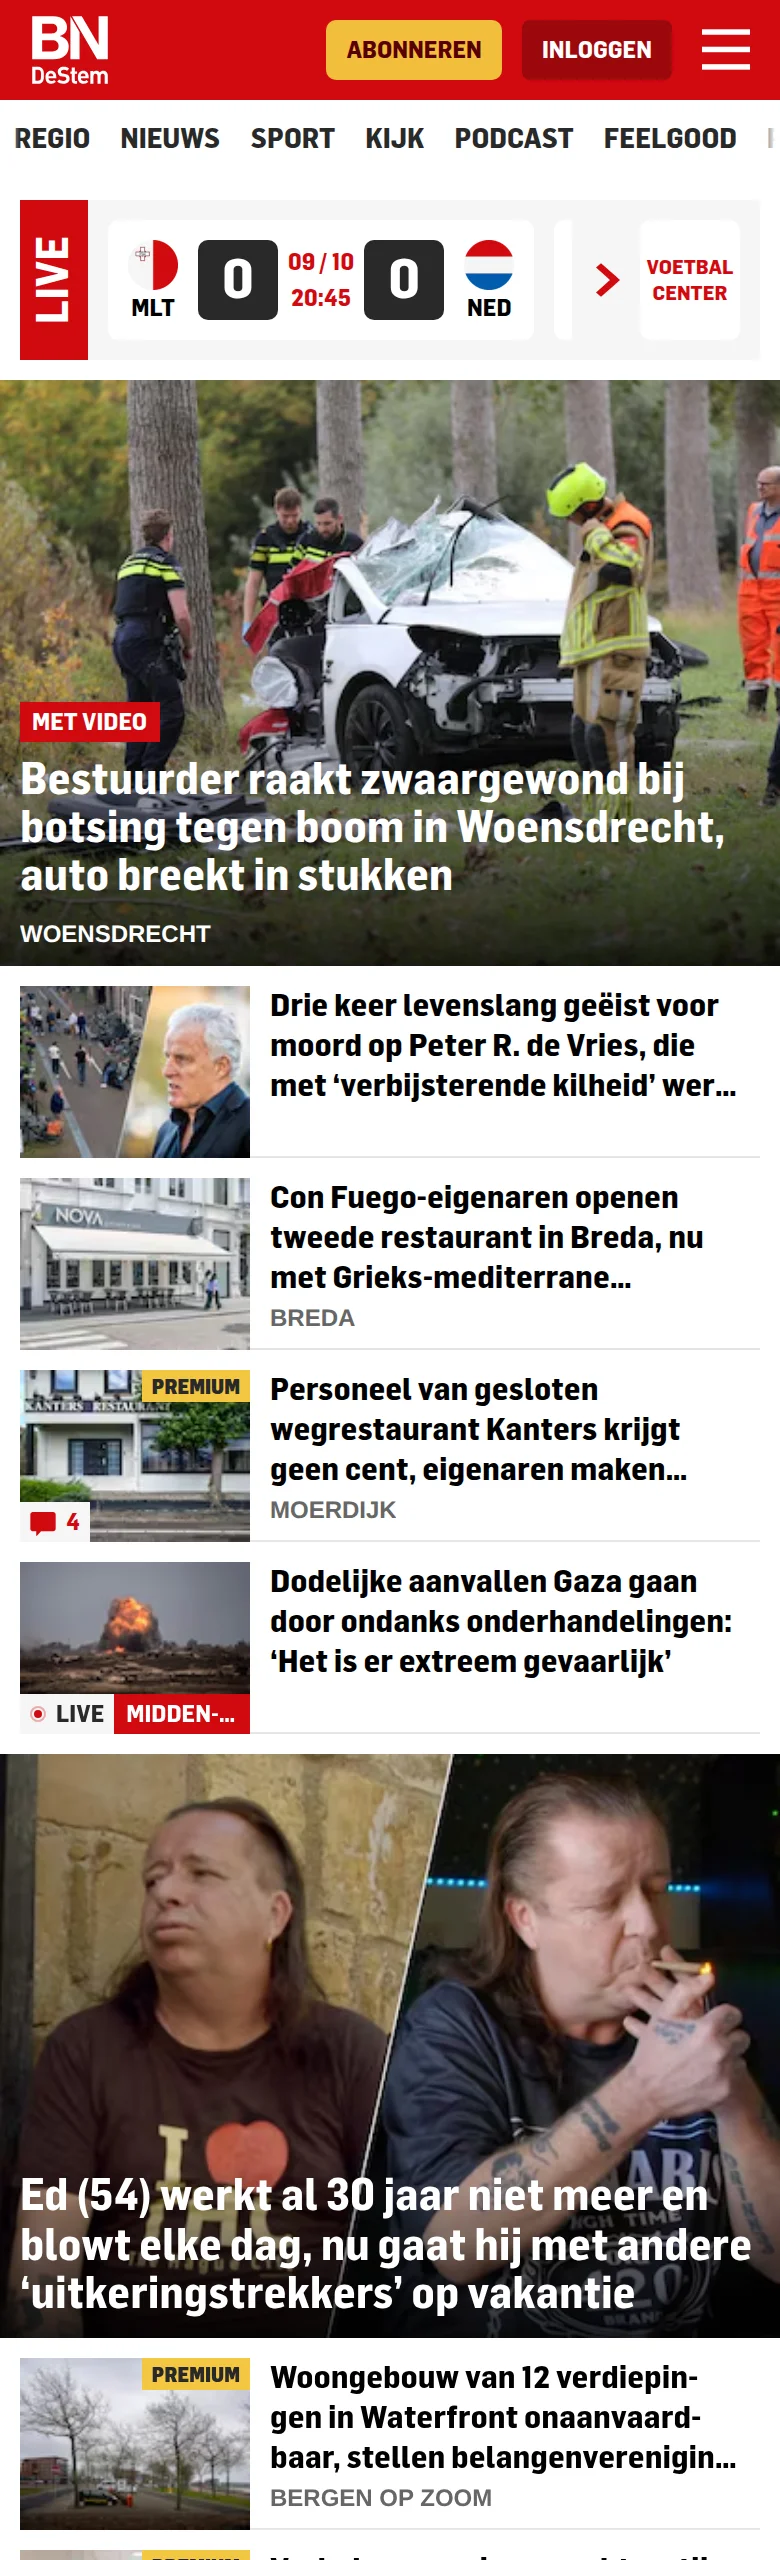 BN
DeStem
ABONNEREN
INLOGGEN
REGIO NIEUWS SPORT KIJK PODCAST FEELGOOD
LIVE
MLT
0
09 / 10
20:45
0
NED
VOETBAL
CENTER
MET VIDEO
Bestuurder raakt zwaargewond bij
botsing tegen boom in Woensdrecht,
auto breekt in stukken
WOENSDRECHT
Drie keer levenslang geëist voor
moord op Peter R. de Vries, die
met ‘verbijsterende kilheid’ wer...
NOVA
Con Fuego-eigenaren openen
tweede restaurant in Breda, nu
met Grieks-mediterrane...
BREDA
PREMIUM
KANTERS RESTAURANT
4
Personeel van gesloten
wegrestaurant Kanters krijgt
geen cent, eigenaren maken...
MOERDIJK
Dodelijke aanvallen Gaza gaan
door ondanks onderhandelingen:
‘Het is er extreem gevaarlijk’
LIVE
MIDDEN-...
Ed (54) werkt al 30 jaar niet meer en
blowt elke dag, nu gaat hij met andere
‘uitkeringstrekkers’ op vakantie
PREMIUM
Woongebouw van 12 verdiepin-
gen in Waterfront onaanvaard-
baar, stellen belangenverenigin...
BERGEN OP ZOOM
PREMIUM